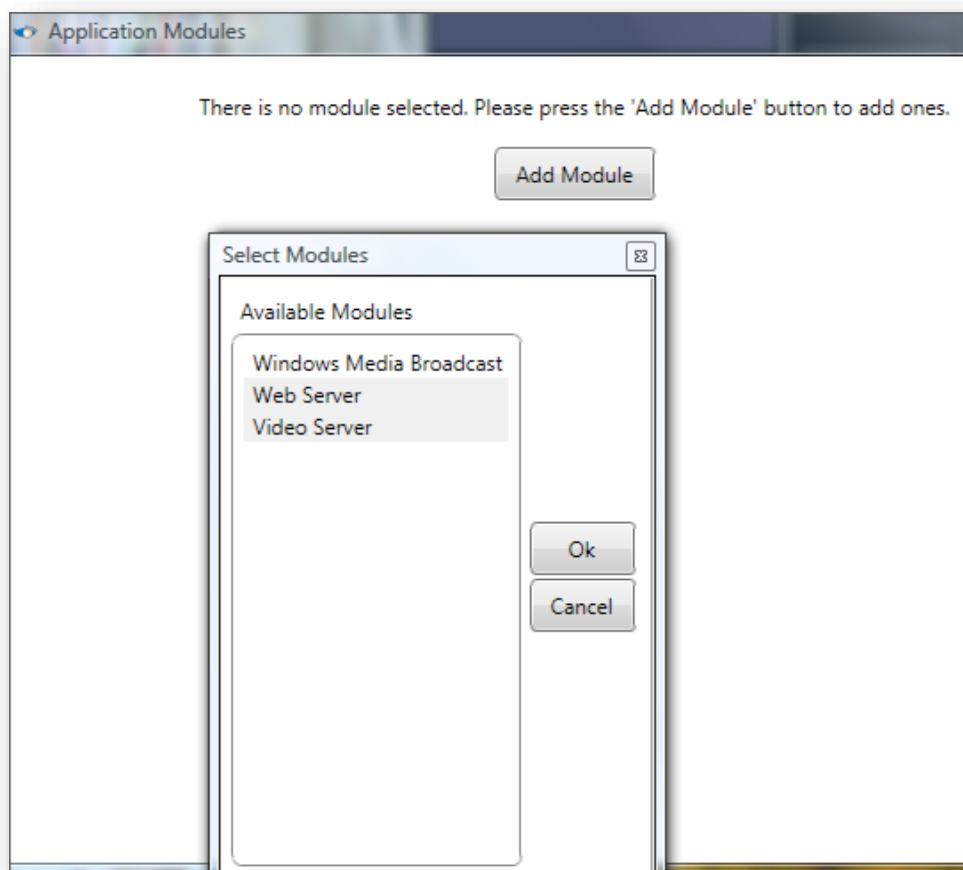 Application Modules
There is no module selected. Please press the 'Add Module' button to add ones.
Add Module
Select Modules
Available Modules
Windows Media Broadcast
Web Server
Video Server
Ok
Cancel